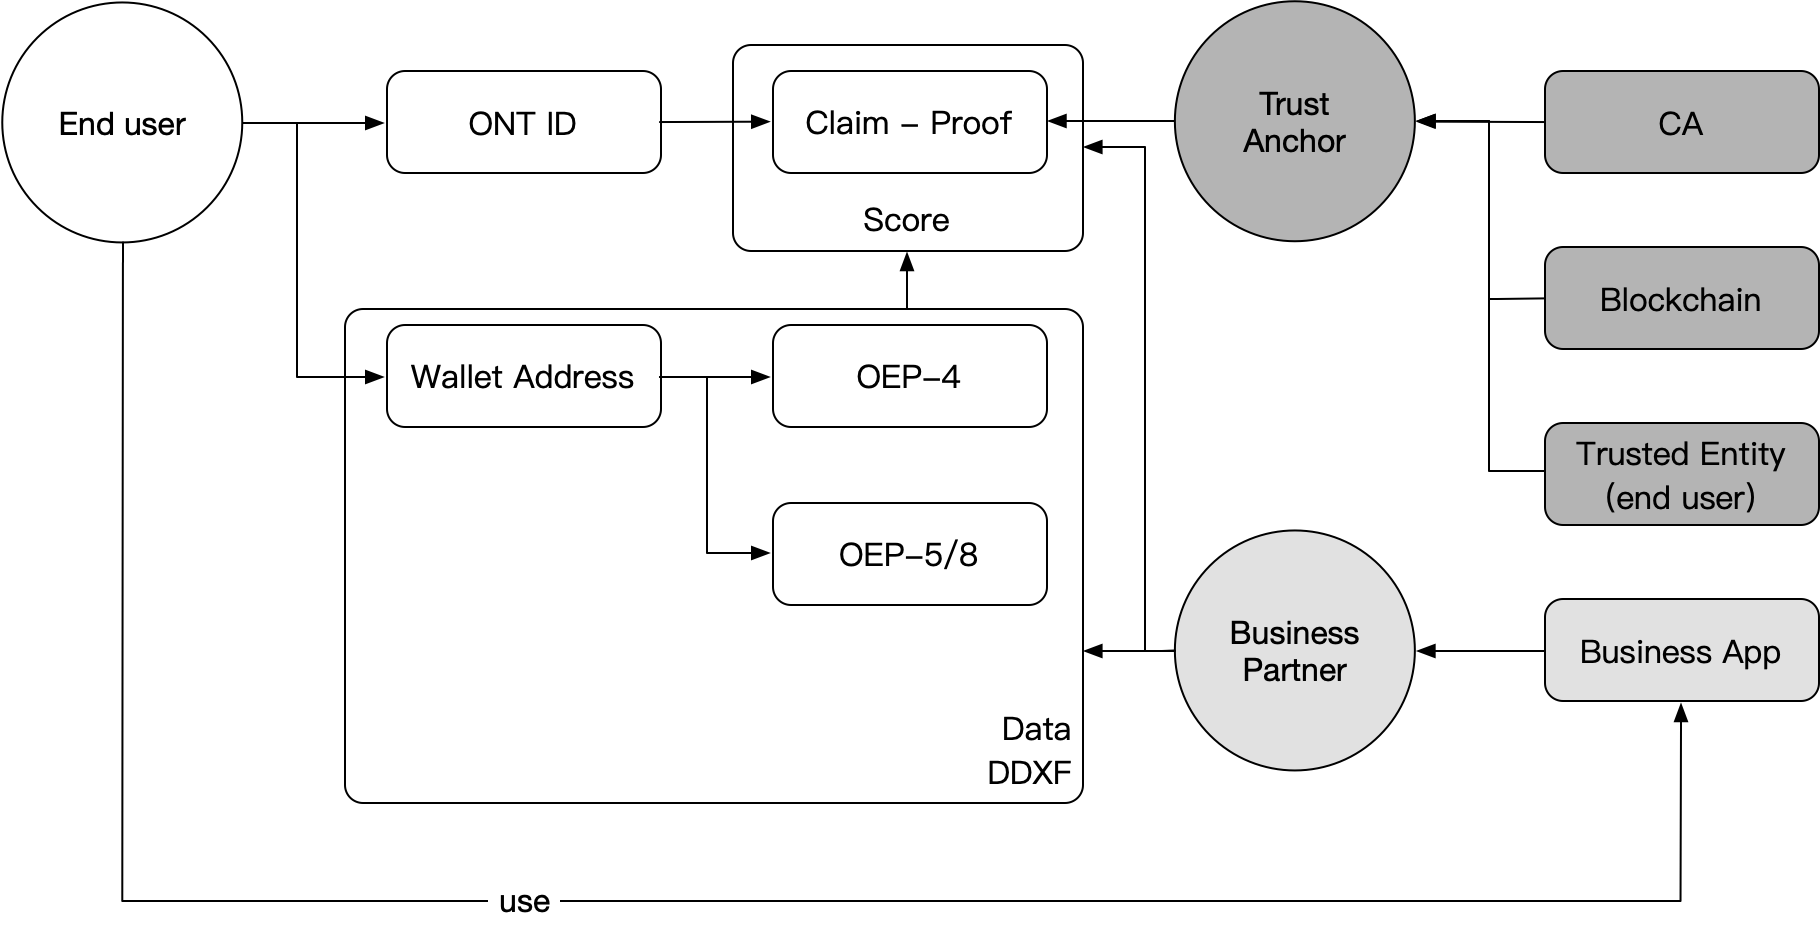 End user
ONT ID
Claim – Proof
Score
Trust
Anchor
CA
Blockchain
Wallet Address
OEP–4
Trusted Entity
(end user)
OEP–5/8
Business
Partner
Business App
Data
DDXF
use